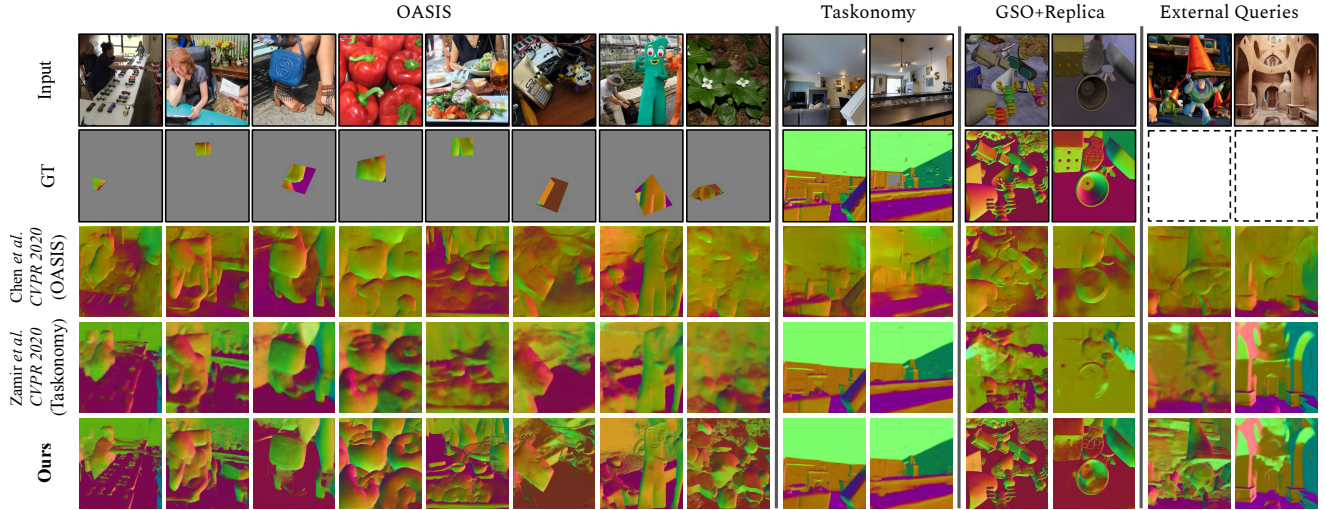 OASIS
Taskonomy
GSO+Replica
External Queries
Input
GT
Chen et al.
CVPR 2020
(OASIS)
Zamir et al.
CVPR 2020
(Taskonomy)
Ours